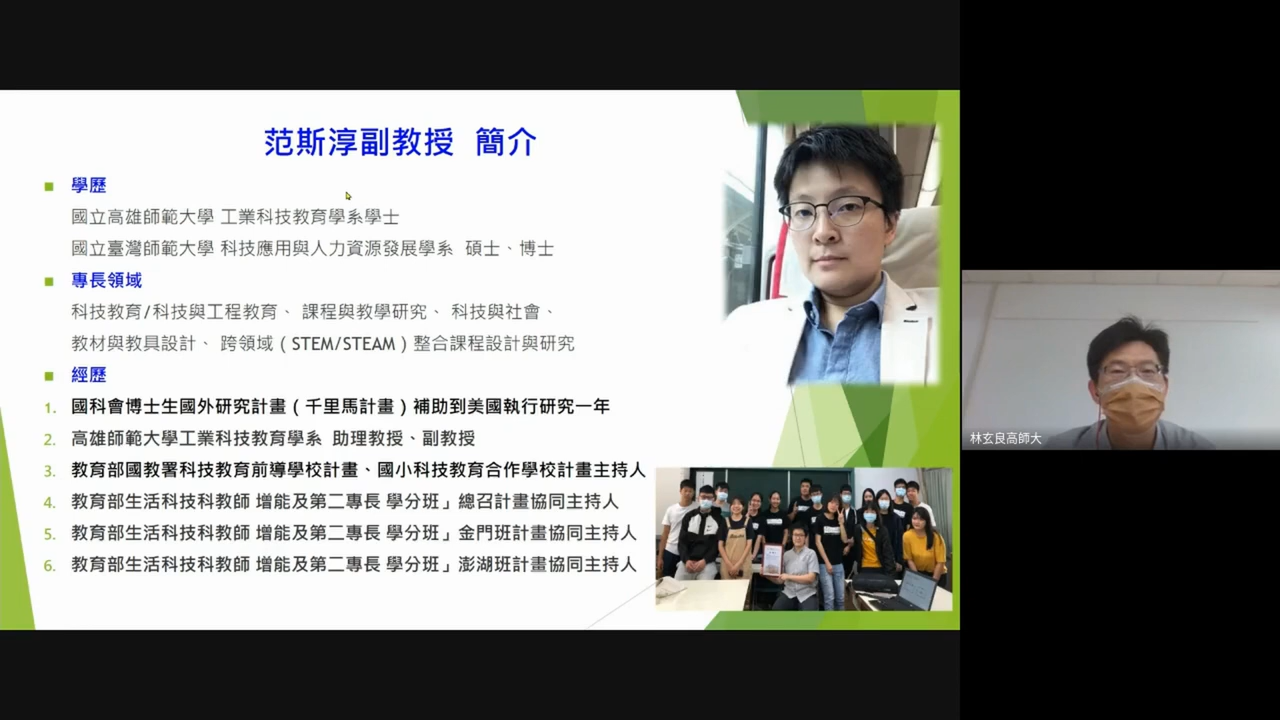 范斯淳副教授 簡介
學歷
國立高雄師範大學 工業科技教育學系學士
國立臺灣師範大學 科技應用與人力資源發展學系 碩士、博士
專長領域
科技教育/科技與工程教育、 課程與教學研究、 科技與社會、
教材與教具設計、 跨領域（STEM/STEAM）整合課程設計與研究
經歷
1. 國科會博士生國外研究計畫（千里馬計畫）補助到美國執行研究一年
2. 高雄師範大學工業科技教育學系 助理教授、副教授
3. 教育部國教署科技教育前導學校計畫、國小科技教育合作學校計畫主持人
4. 教育部生活科技科教師 增能及第二專長 學分班」總召計畫協同主持人
5. 教育部生活科技科教師 增能及第二專長 學分班」金門班計畫協同主持人
6. 教育部生活科技科教師 增能及第二專長 學分班」澎湖班計畫協同主持人
林玄良高師大